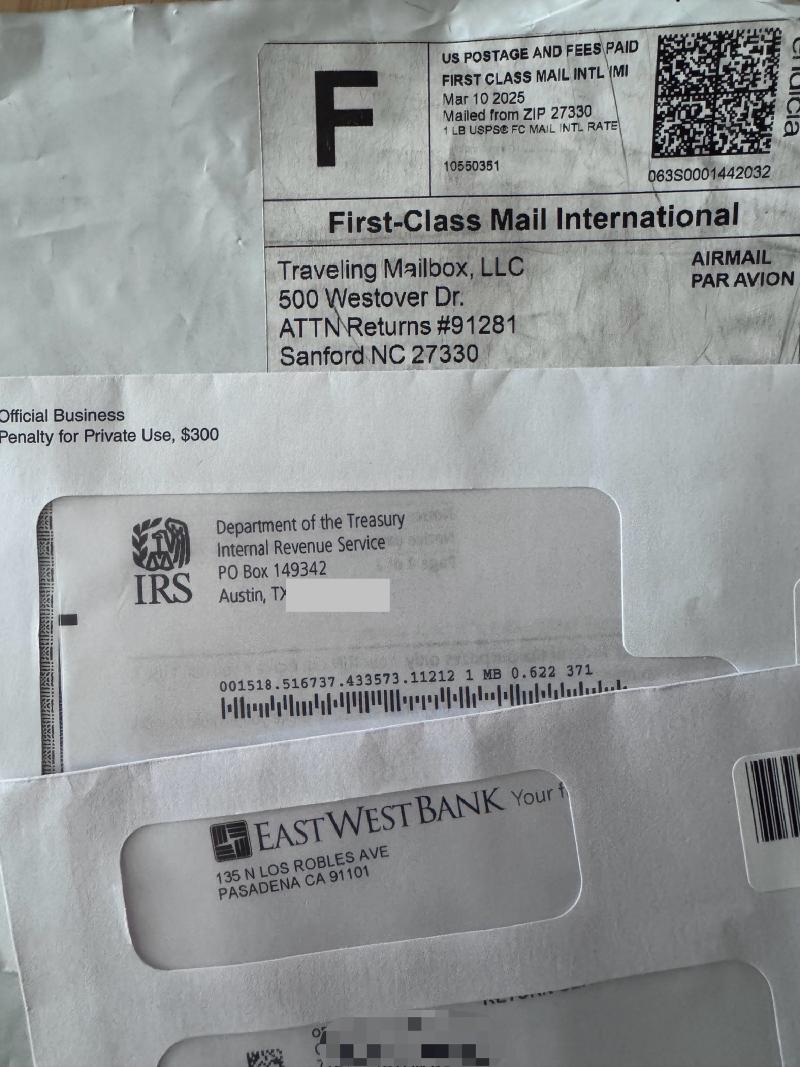 F
US POSTAGE AND FEES PAID
FIRST CLASS MAIL INTL IMI
Mar 10 2025
Mailed from ZIP 27330
1 LB USPS® FC MAIL INTL RATE
10550351
endicia
063S0001442032
First-Class Mail International
Traveling Mailbox, LLC
500 Westover Dr.
ATTN Returns #91281
Sanford NC 27330
AIRMAIL
PAR AVION
Official Business
Penalty for Private Use, $300
IRS
Department of the Treasury
Internal Revenue Service
PO Box 149342
Austin, TX
001518.516737.433573.11212 1 MB 0.622 371
EASTWESTBANK Your f
135 N LOS ROBLES AVE
PASADENA CA 91101